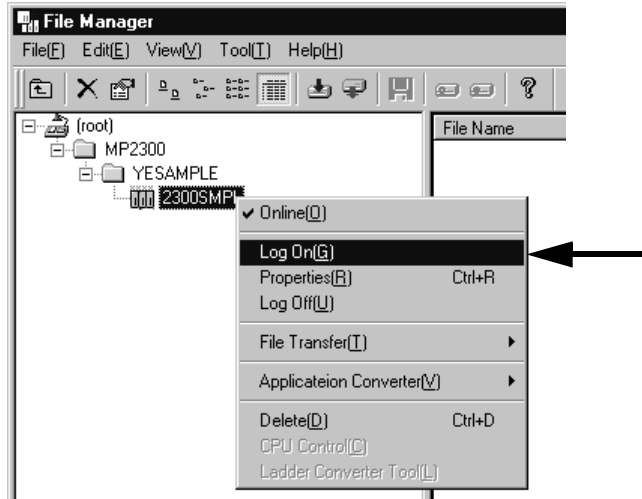 File Manager
File(F) Edit(E) View(V) Tool(T) Help(H)
(root)
File Name
MP2300
YESAMPLE
2300SMPL
Online(O)
Log On(G)
Properties(R) Ctrl+R
Log Off(U)
File Transfer(T)
Applicateion Converter(V)
Delete(D) Ctrl+D
CPU Control(C)
Ladder Converter Tool(L)